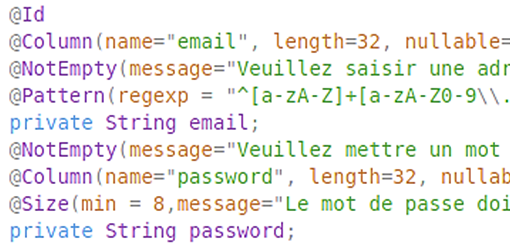 @Id
@Column(name="email", length=32, nullable=
@NotEmpty(message="Veuillez saisir une adr
@Pattern(regexp = "^[a-zA-Z]+[a-zA-Z0-9\\.
private String email;
@NotEmpty(message="Veuillez mettre un mot
@Column(name="password", length=32, nullab
@Size(min = 8,message="Le mot de passe doi
private String password;